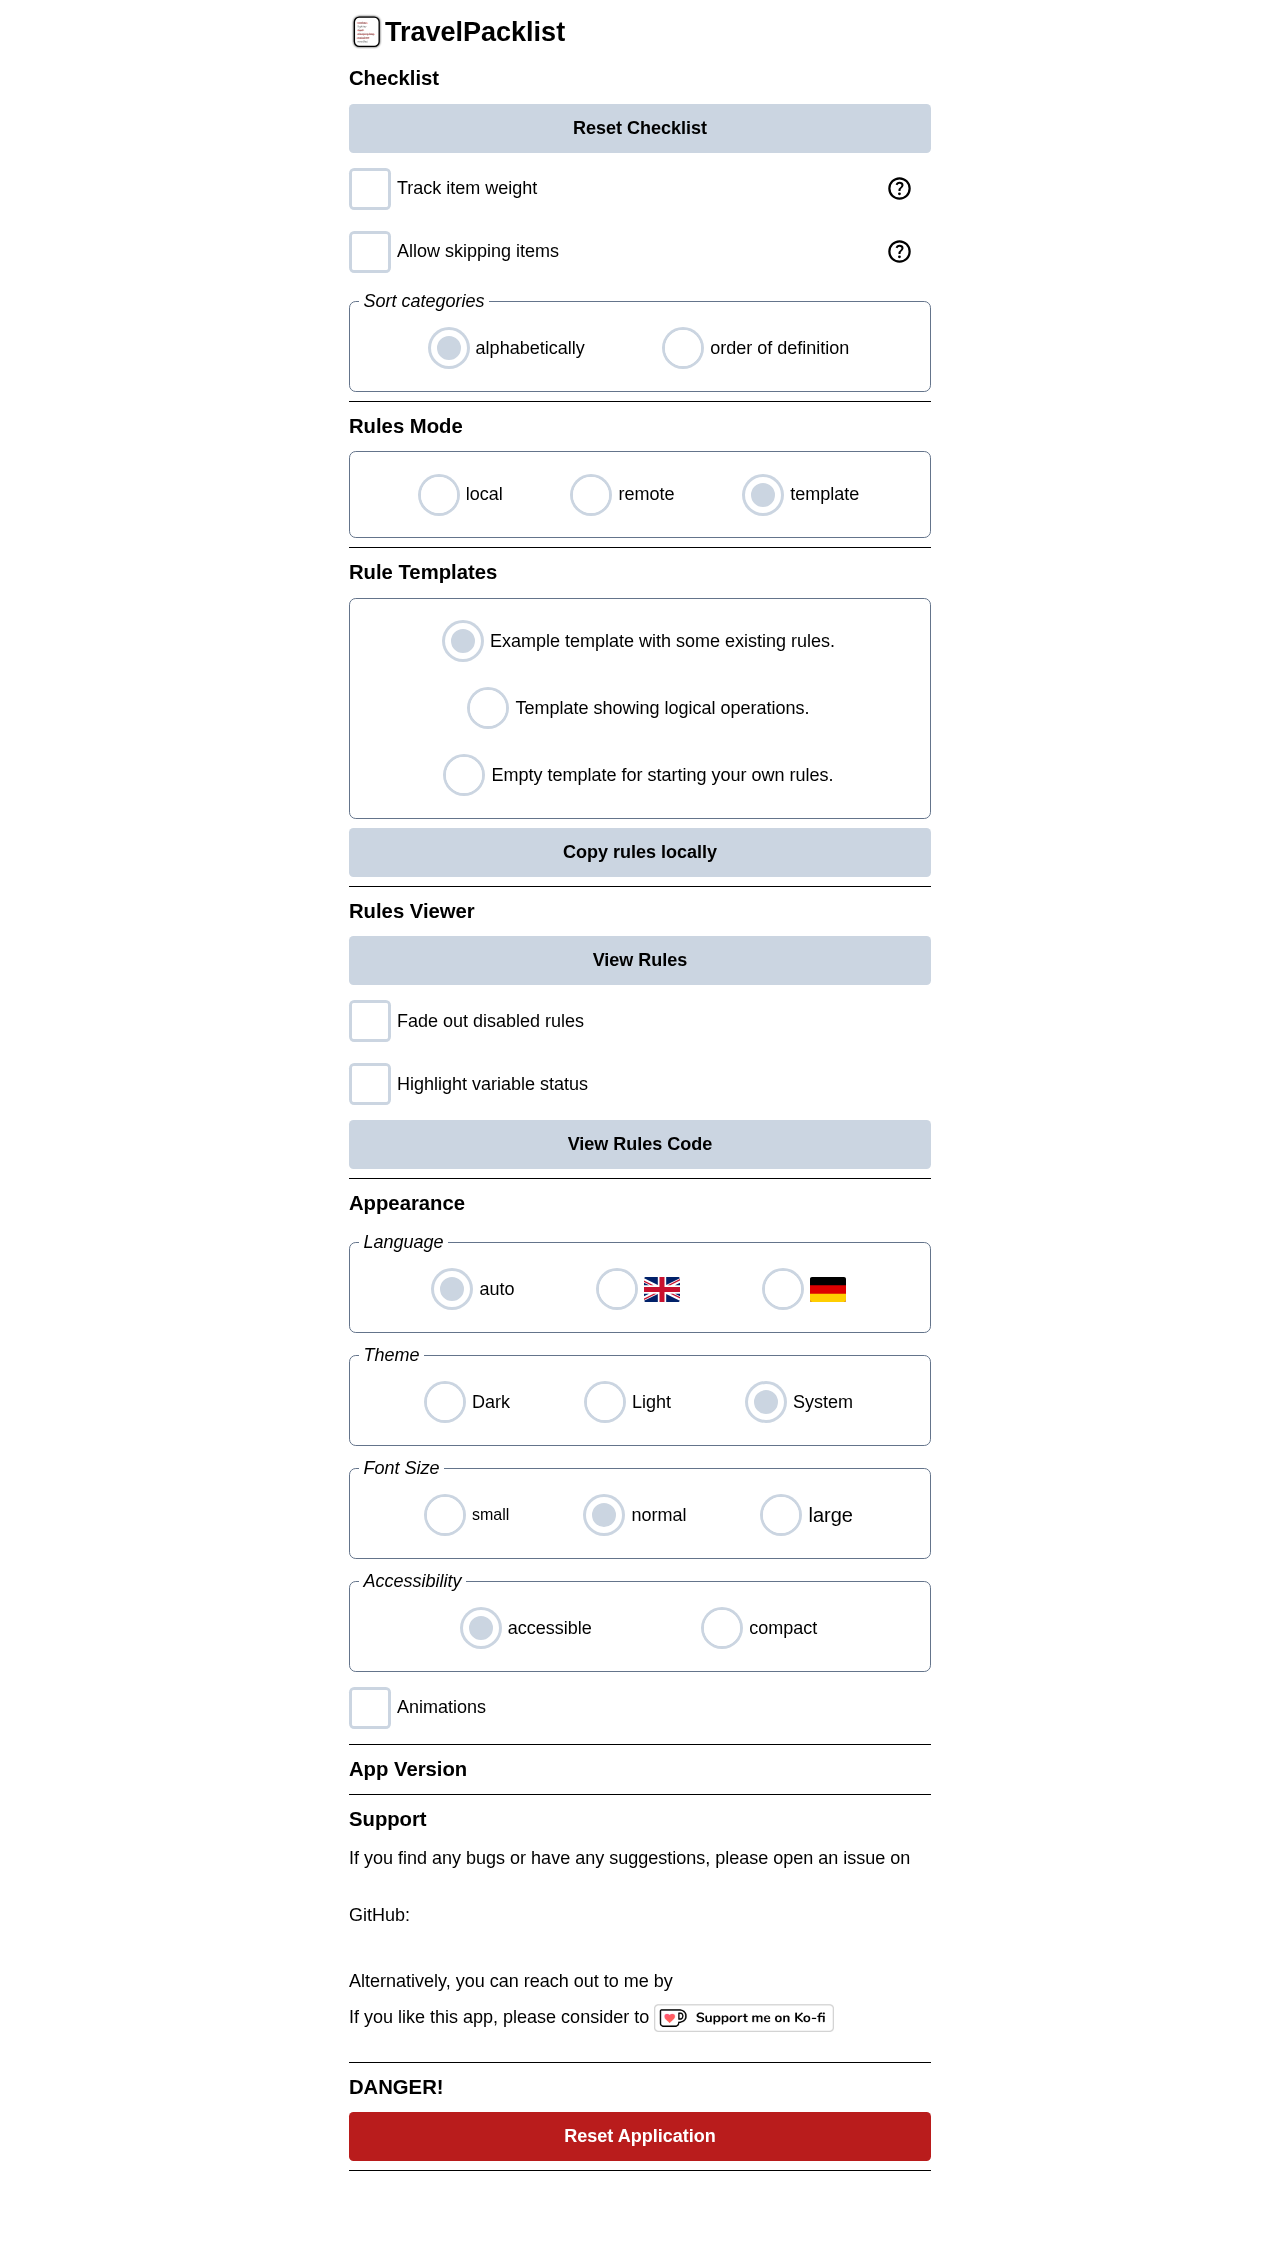 TravelPacklist
Checklist
Reset Checklist
Track item weight
Allow skipping items
Sort categories
alphabetically order of definition
Rules Mode
local remote template
Rule Templates
Example template with some existing rules.
Template showing logical operations.
Empty template for starting your own rules.
Copy rules locally
Rules Viewer
View Rules
Fade out disabled rules
Highlight variable status
View Rules Code
Appearance
Language
auto
Theme
Dark Light System
Font Size
small normal large
Accessibility
accessible compact
Animations
App Version
Support
If you find any bugs or have any suggestions, please open an issue on
GitHub:
Alternatively, you can reach out to me by
If you like this app, please consider to Support me on Ko-fi
DANGER!
Reset Application